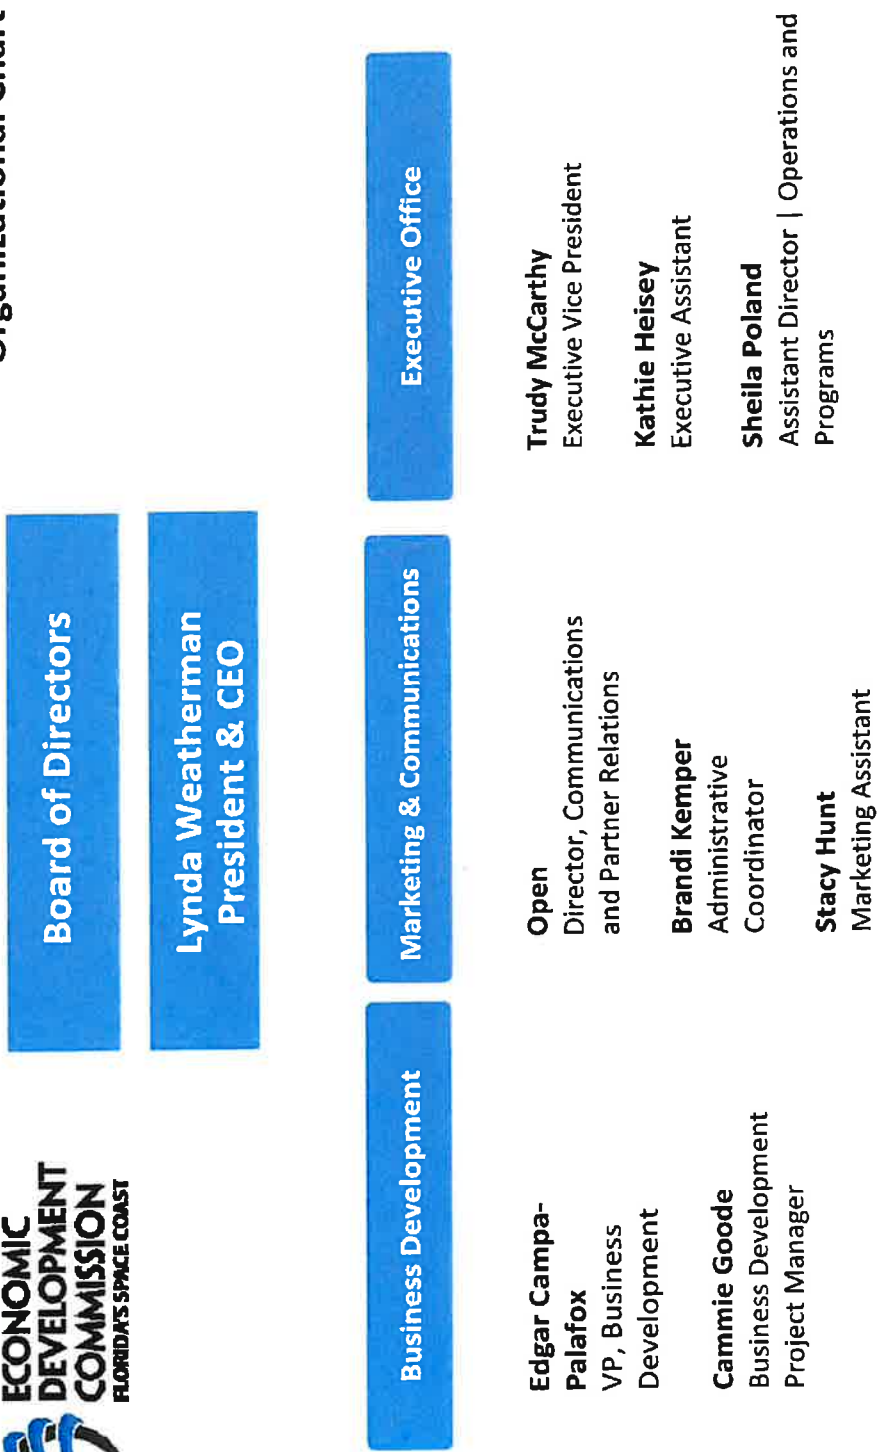 ECONOMIC
DEVELOPMENT
COMMISSION
FLORIDA'S SPACE COAST
Organizational Chart
Board of Directors
Lynda Weatherman
President & CEO
Business Development
Edgar Campa-
Palafox
VP, Business
Development
Cammie Goode
Business Development
Project Manager
Marketing & Communications
Open
Director, Communications
and Partner Relations
Brandi Kemper
Administrative
Coordinator
Stacy Hunt
Marketing Assistant
Executive Office
Trudy McCarthy
Executive Vice President
Kathie Heisey
Executive Assistant
Sheila Poland
Assistant Director | Operations and
Programs